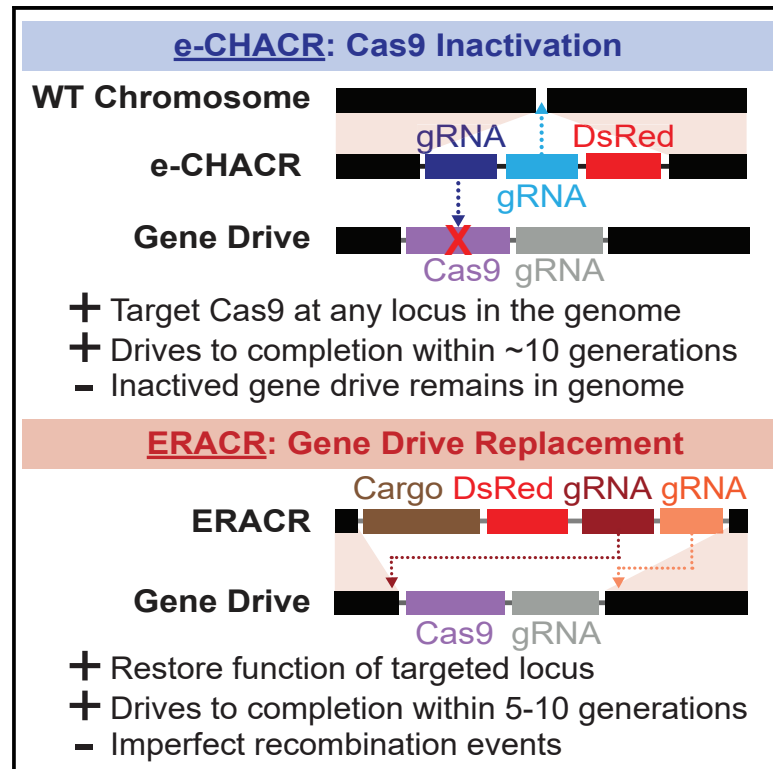 e-CHACR: Cas9 Inactivation
WT Chromosome
gRNA DsRed
e-CHACR
gRNA
Gene Drive
X
Cas9 gRNA
+ Target Cas9 at any locus in the genome
+ Drives to completion within ~10 generations
- Inactived gene drive remains in genome
ERACR: Gene Drive Replacement
Cargo DsRed gRNA gRNA
ERACR
Gene Drive
Cas9 gRNA
+ Restore function of targeted locus
+ Drives to completion within 5-10 generations
- Imperfect recombination events